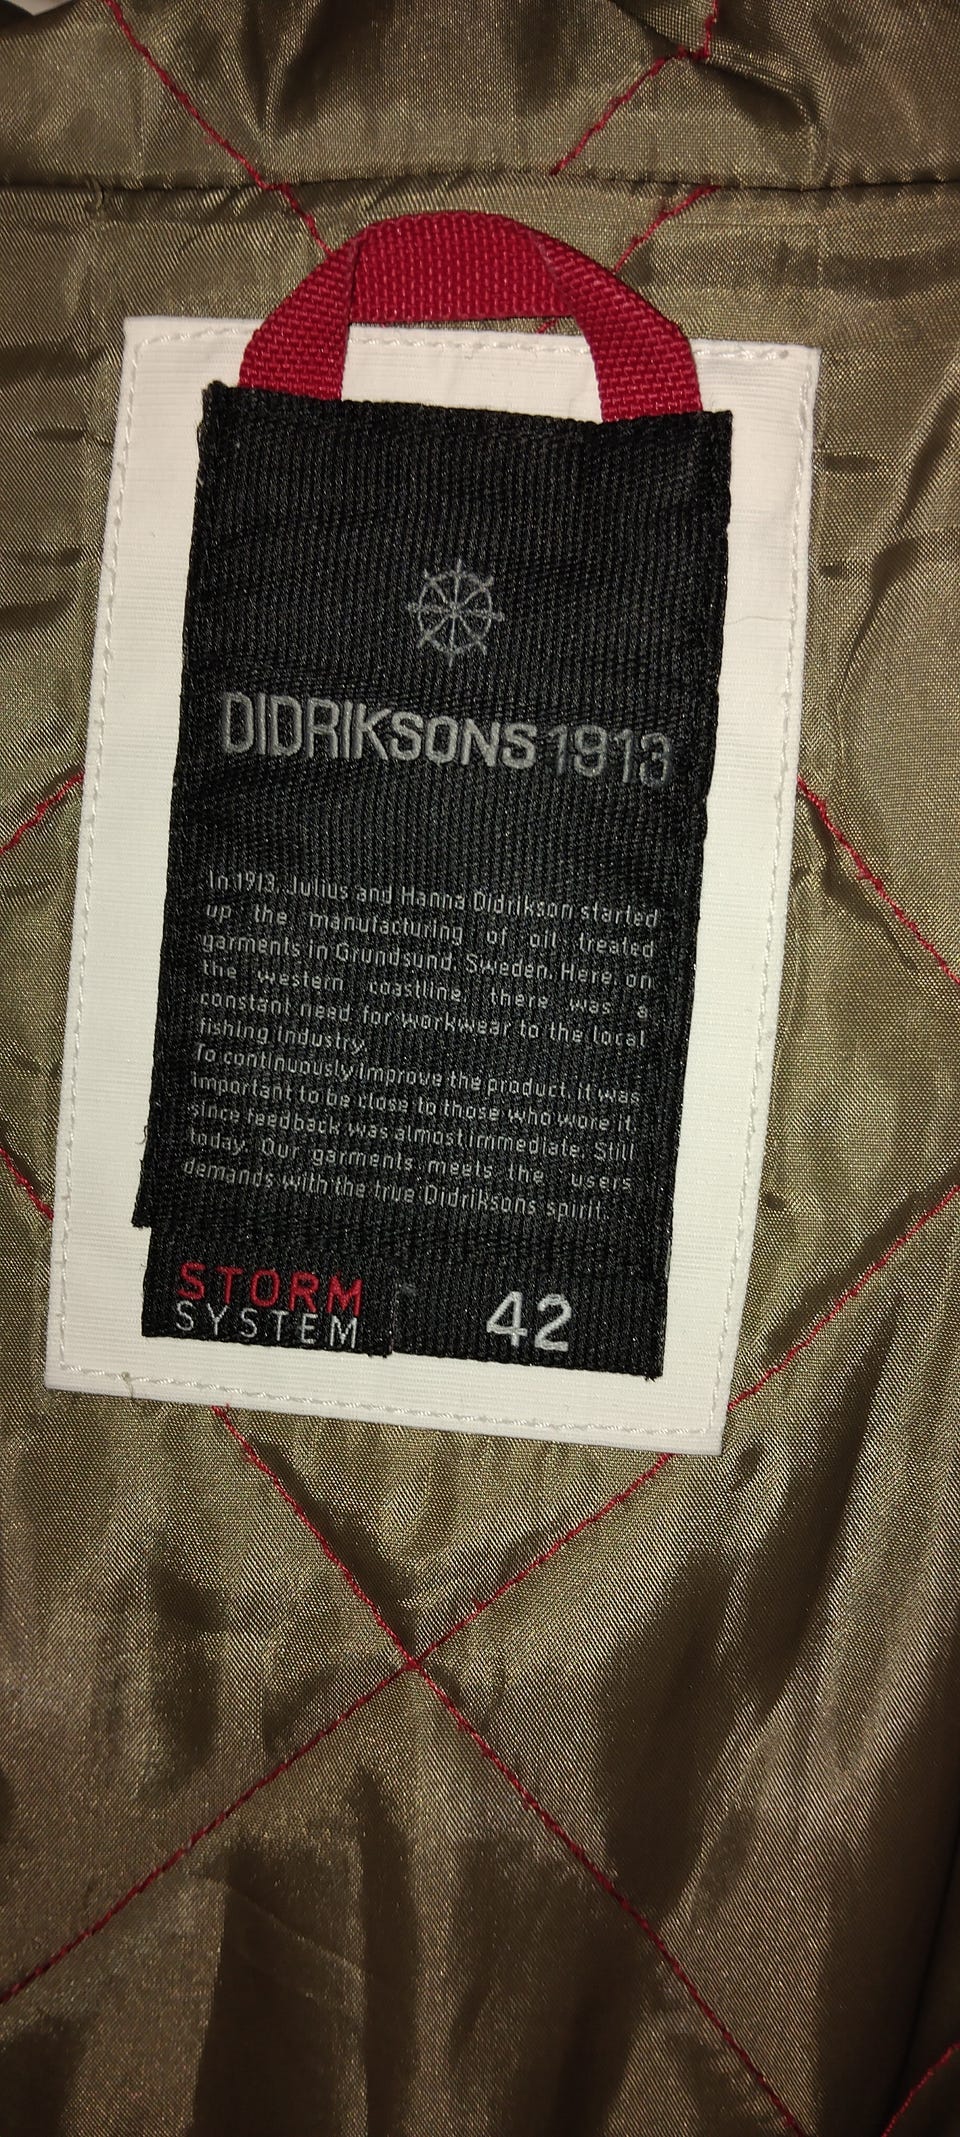 DIDRIKSONS 1913
In 1913, Julius and Hanna Didrikson started
up the manufacturing of oil treated
garments in Grundsund, Sweden. Here, on
the western coastline, there was a
constant need for workwear to the local
fishing industry.
To continuously improve the product, it was
important to be close to those who wore it,
since feedback was almost immediate. Still
today. Our garments meets the users
demands with the true Didriksons spirit.
STORM
SYSTEM
42